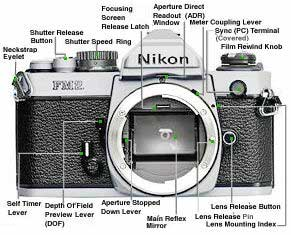 Focusing
Screen
Release Latch
Aperture Direct
Readout (ADR)
Window
Meter Coupling Lever
Sync (PC) Terminal
(Covered)
Film Rewind Knob
Shutter Release
Button
Shutter Speed Ring
Neckstrap
Eyelet
Nikon
FM2
Self Timer
Lever
Depth Of Field
Preview Lever
(DOF)
Aperture Stopped
Down Lever
Main Reflex
Mirror
Lens Release Button
Lens Release Pin
Lens Mounting Index